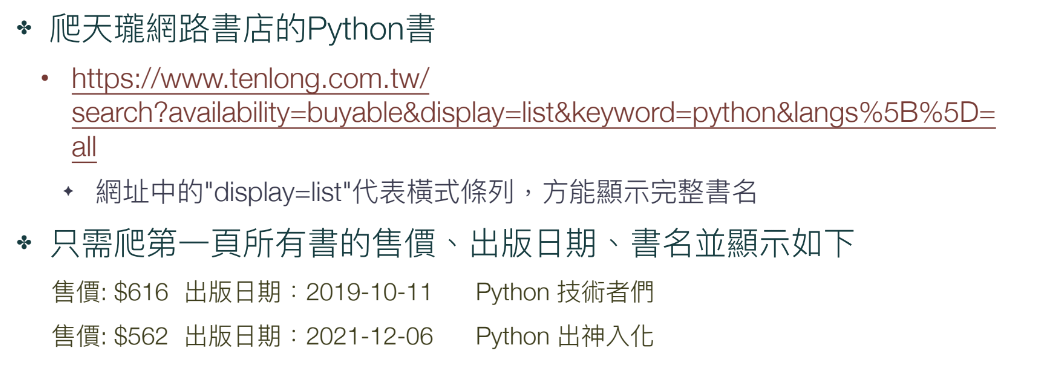 爬天瓏網路書店的Python書
https://www.tenlong.com.tw/
search?availability=buyable&display=list&keyword=python&langs%5B%5D=
all
網址中的"display=list"代表橫式條列，方能顯示完整書名
只需爬第一頁所有書的售價、出版日期、書名並顯示如下
售價: $616 出版日期：2019-10-11 Python 技術者們
售價: $562 出版日期：2021-12-06 Python 出神入化